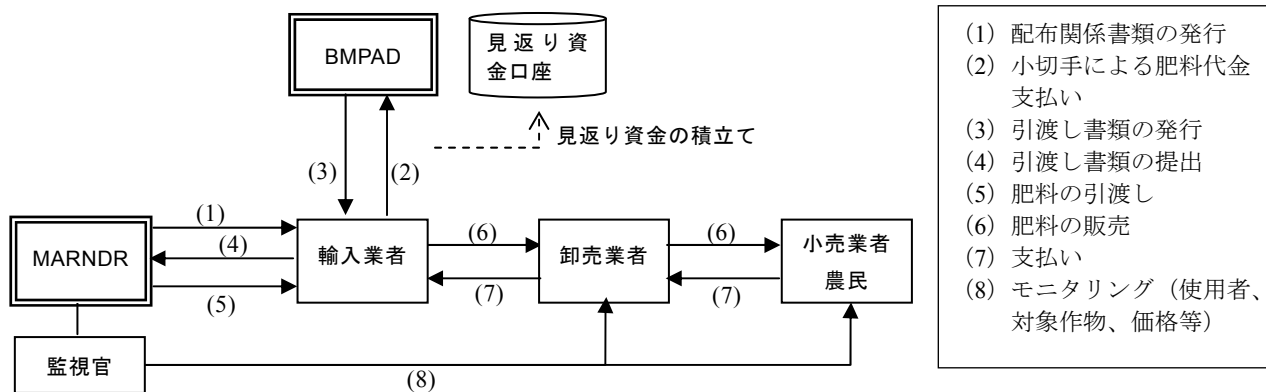 BMPAD
見返り資
金口座
見返り資金の積立て
(3)
(2)
(1)
(4)
(5)
MARNDR
輸入業者
(6)
(7)
卸売業者
(6)
(7)
小売業者
農民
監視官
(8)
(1) 配布関係書類の発行
(2) 小切手による肥料代金
支払い
(3) 引渡し書類の発行
(4) 引渡し書類の提出
(5) 肥料の引渡し
(6) 肥料の販売
(7) 支払い
(8) モニタリング（使用者、
対象作物、価格等）